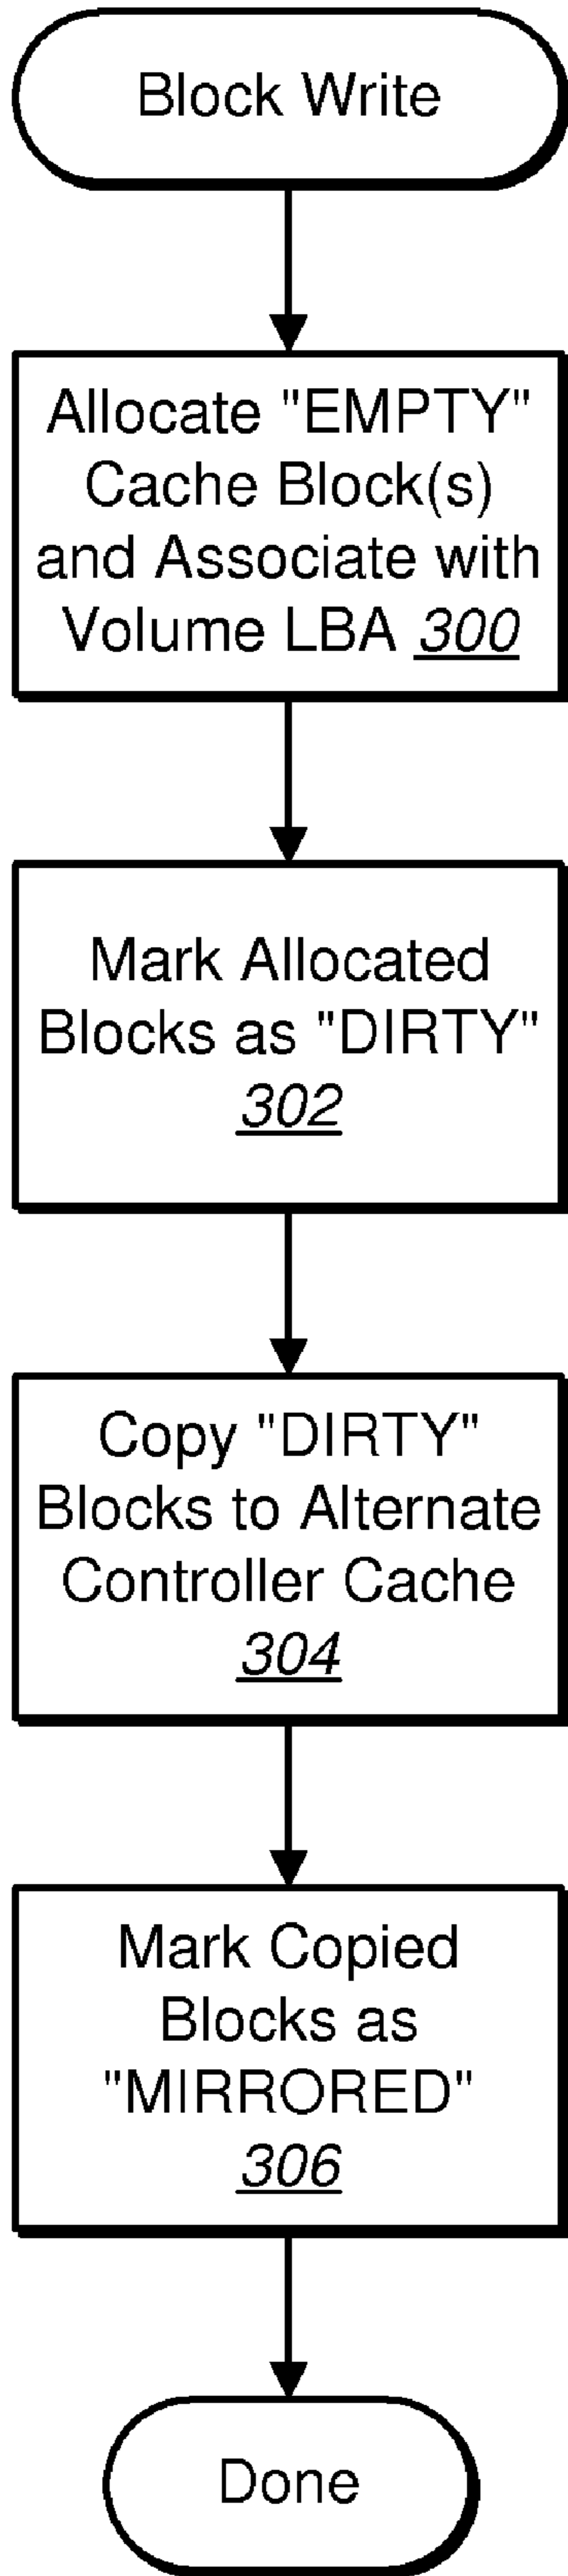 Block Write
Allocate "EMPTY"
Cache Block(s)
and Associate with
Volume LBA 300
Mark Allocated
Blocks as "DIRTY"
302
Copy "DIRTY"
Blocks to Alternate
Controller Cache
304
Mark Copied
Blocks as
"MIRRORED"
306
Done